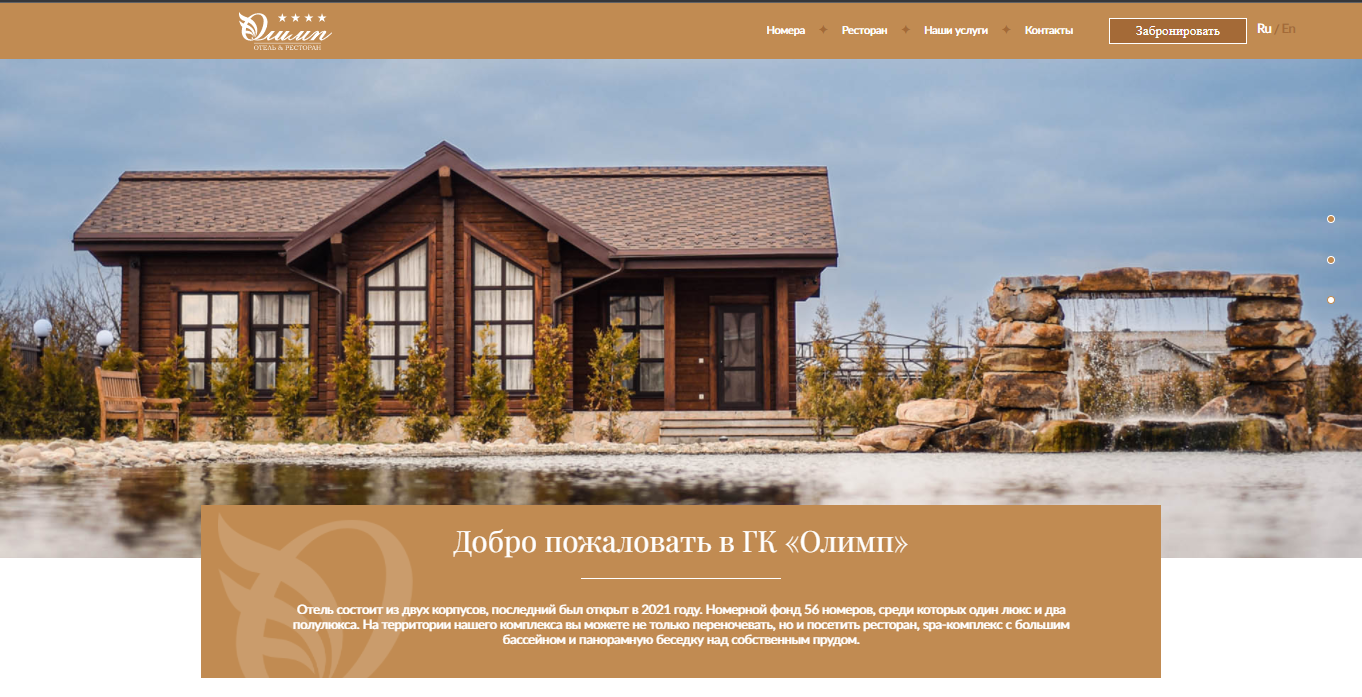 Олимп
ОТЕЛЬ & РЕСТОРАН
Номера
Ресторан
Наши услуги
Контакты
Забронировать
Ru / En
Добро пожаловать в ГК «Олимп»
Отель состоит из двух корпусов, последний был открыт в 2021 году. Номерной фонд 56 номеров, среди которых один люкс и два
полулюкса. На территории нашего комплекса вы можете не только переночевать, но и посетить ресторан, spa-комплекс с большим
бассейном и панорамную беседку над собственным прудом.